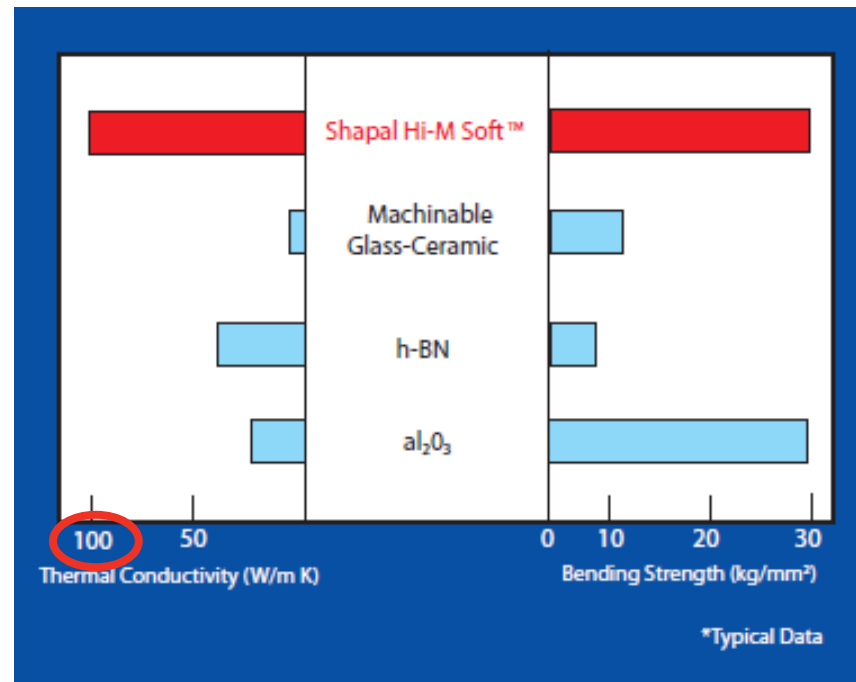 Shapal Hi-M Soft™
Machinable
Glass-Ceramic
h-BN
al₂0₃
100 50 0 10 20 30
Thermal Conductivity (W/m K) Bending Strength (kg/mm²)
*Typical Data